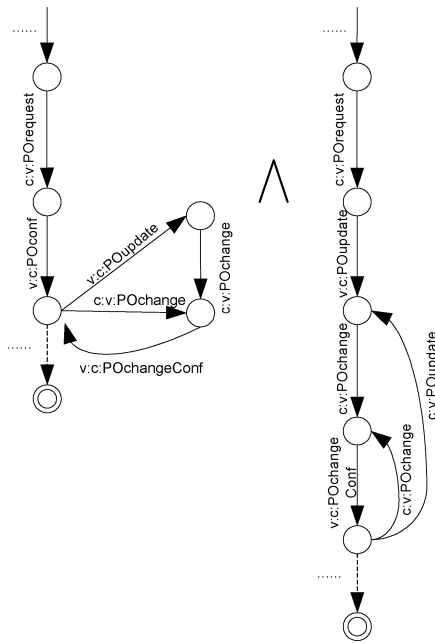 ......
c:v:POrequest
v:c:POconf
v:c:POupdate
c:v:POchange
c:v:POchange
v:c:POchangeConf
......
......
c:v:POrequest
v:c:POupdate
c:v:POchange
v:c:POchange
Conf
c:v:POchange
c:v:POupdate
......